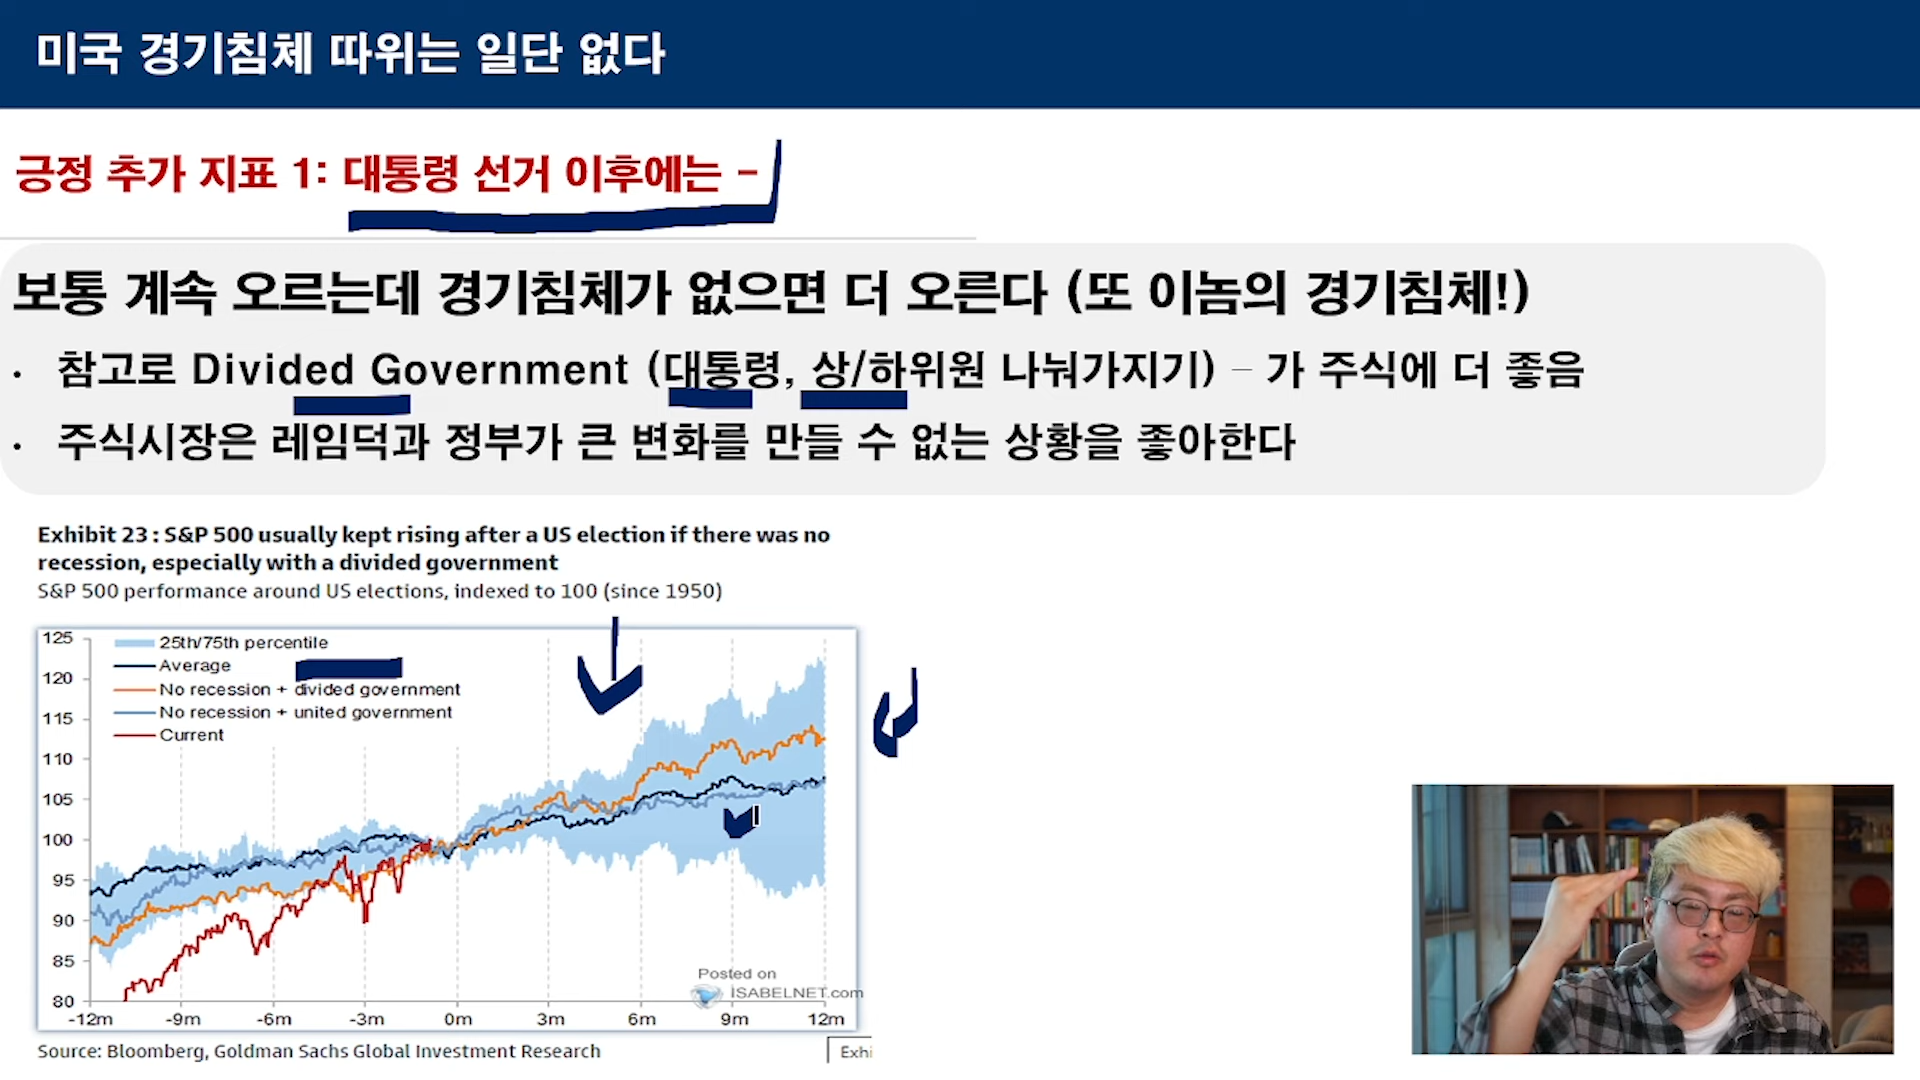 미국 경기침체 따위는 일단 없다
긍정 추가 지표 1: 대통령 선거 이후에는 -
보통 계속 오르는데 경기침체가 없으면 더 오른다 (또 이놈의 경기침체!)
• 참고로 Divided Government (대통령, 상/하위원 나눠가지기) – 가 주식에 더 좋음
• 주식시장은 레임덕과 정부가 큰 변화를 만들 수 없는 상황을 좋아한다
Exhibit 23 : S&P 500 usually kept rising after a US election if there was no
recession, especially with a divided government
S&P 500 performance around US elections, indexed to 100 (since 1950)
25th/75th percentile
Average
No recession + divided government
No recession + united government
Current
125
120
115
110
105
100
95
90
85
80
-12m -9m -6m -3m 0m 3m 6m 9m 12m
Posted on
ISABELNET.com
Source: Bloomberg, Goldman Sachs Global Investment Research
Exhi